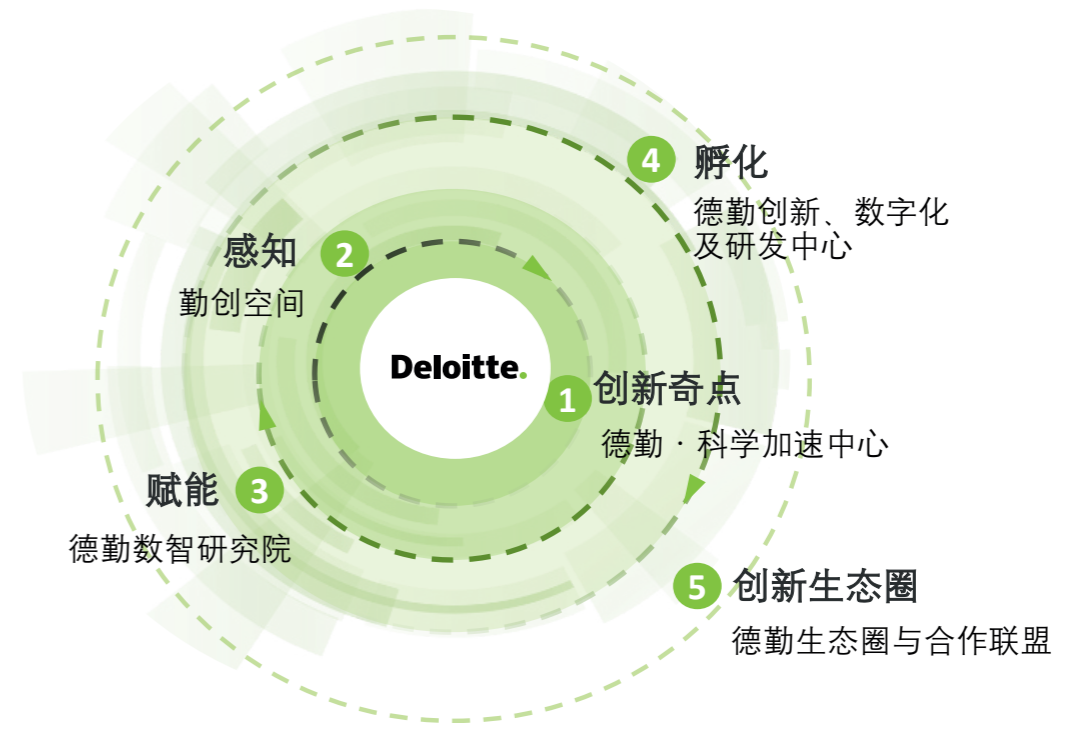 Deloitte.
1
创新奇点
德勤·科学加速中心
2
感知
勤创空间
3
赋能
德勤数智研究院
4
孵化
德勤创新、数字化
及研发中心
5
创新生态圈
德勤生态圈与合作联盟